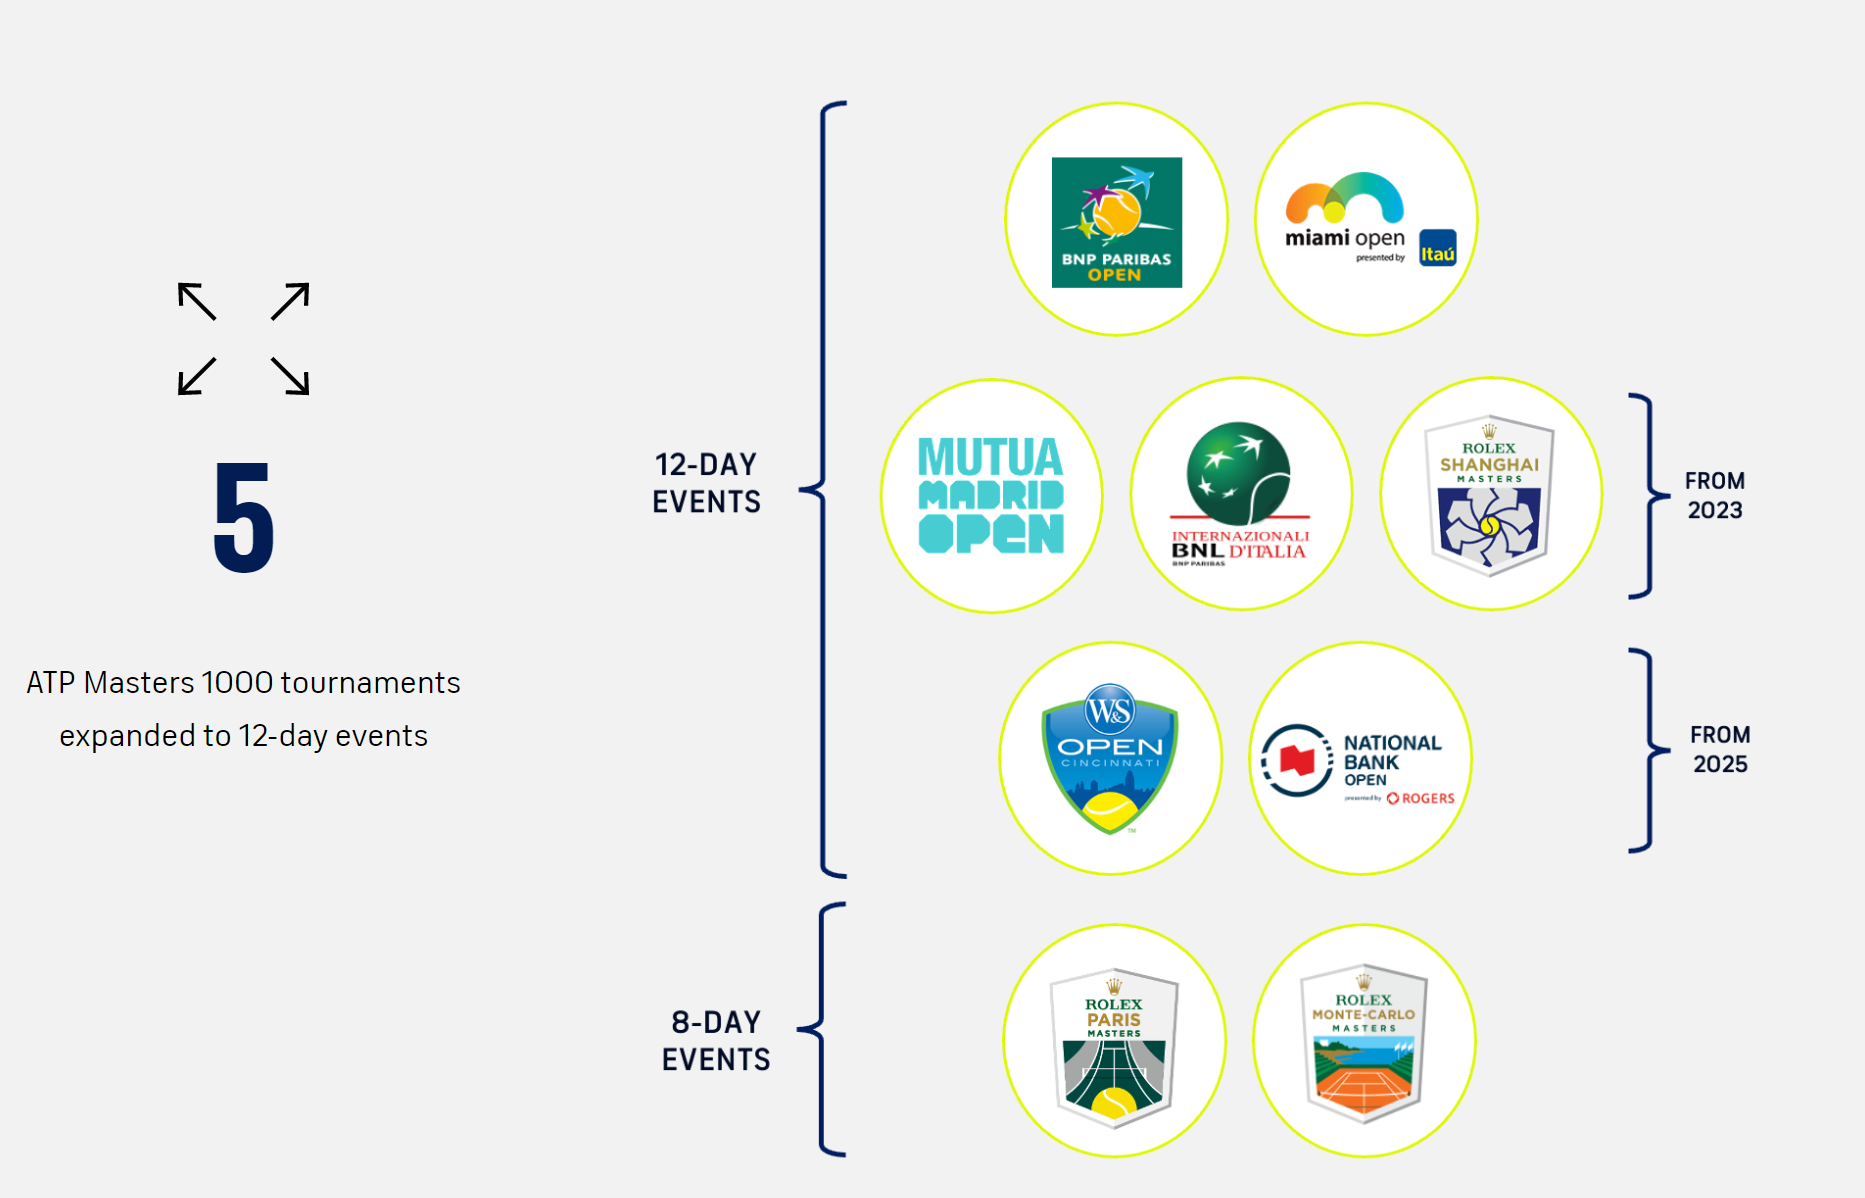 5
ATP Masters 1000 tournaments
expanded to 12-day events
12-DAY
EVENTS
BNP PARIBAS
OPEN
miami open
presented by
Itaú
MUTUA
MADRID
OPEN
INTERNAZIONALI
BNL D'ITALIA
BNP PARIBAS
ROLEX
SHANGHAI
MASTERS
FROM
2023
W&S
OPEN
CINCINNATI
TM
NATIONAL
BANK
OPEN
presented by ROGERS
FROM
2025
8-DAY
EVENTS
ROLEX
PARIS
MASTERS
ROLEX
MONTE-CARLO
MASTERS